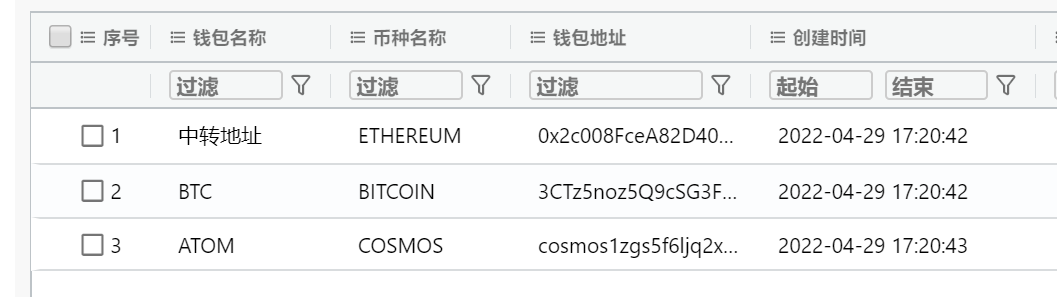 序号 钱包名称 币种名称 钱包地址 创建时间
过滤 过滤 过滤 起始 结束
1 中转地址 ETHEREUM 0x2c008FceA82D40... 2022-04-29 17:20:42
2 BTC BITCOIN 3CTz5noz5Q9cSG3F... 2022-04-29 17:20:42
3 ATOM COSMOS cosmos1zgs5f6ljq2x... 2022-04-29 17:20:43